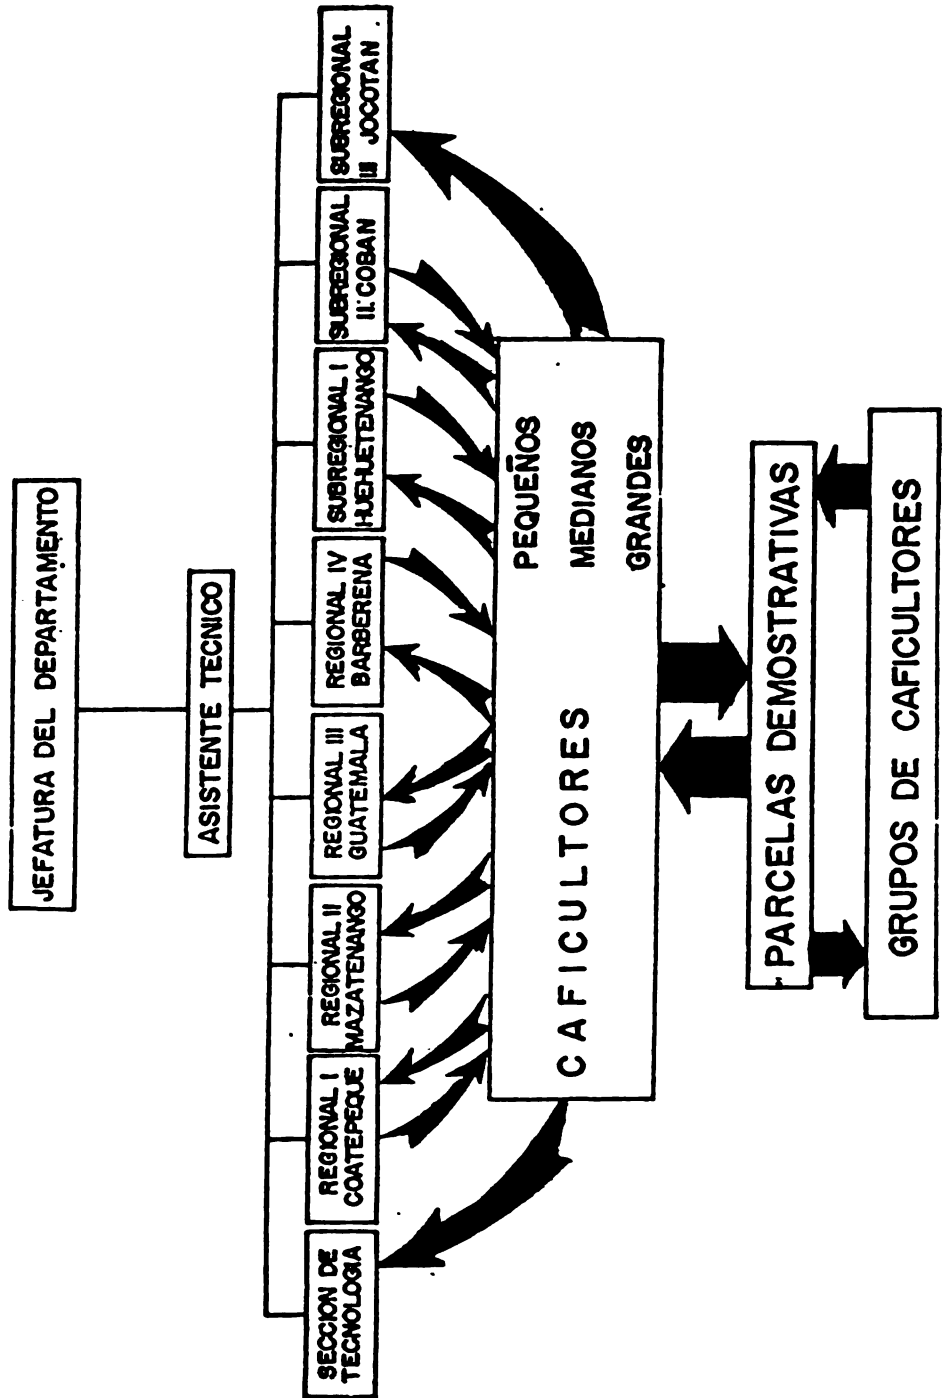 JEFATURA DEL DEPARTAMENTO
ASISTENTE TECNICO
SECCION DE
TECNOLOGIA
REGIONAL I
COATEPEQUE
REGIONAL II
MAZATENANGO
REGIONAL III
GUATEMALA
REGIONAL IV
BARBERENA
SUBREGIONAL I
HUEHUETENANGO
SUBREGIONAL
II. COBAN
SUBREGIONAL
III JOCOTAN
CAFICULTORES
PEQUEÑOS
MEDIANOS
GRANDES
PARCELAS DEMOSTRATIVAS
GRUPOS DE CAFICULTORES